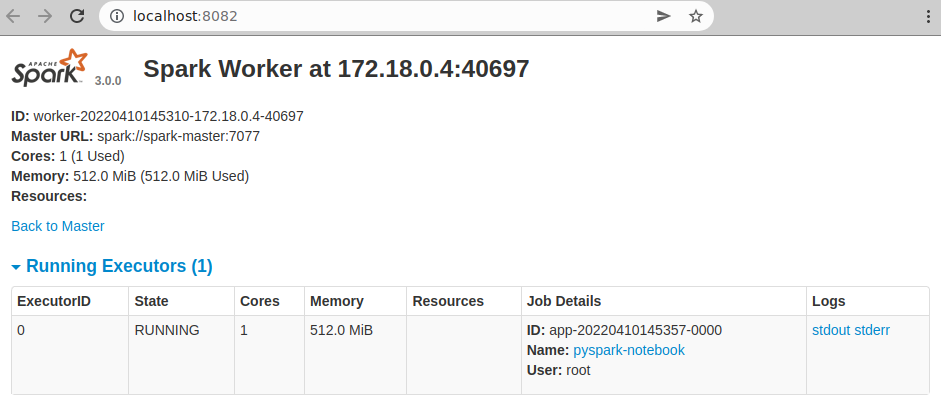 localhost:8082
APACHE
Spark 3.0.0 Spark Worker at 172.18.0.4:40697
ID: worker-20220410145310-172.18.0.4-40697
Master URL: spark://spark-master:7077
Cores: 1 (1 Used)
Memory: 512.0 MiB (512.0 MiB Used)
Resources:
Back to Master
Running Executors (1)
ExecutorID State Cores Memory Resources Job Details Logs
0 RUNNING 1 512.0 MiB ID: app-20220410145357-0000 stdout stderr
Name: pyspark-notebook
User: root